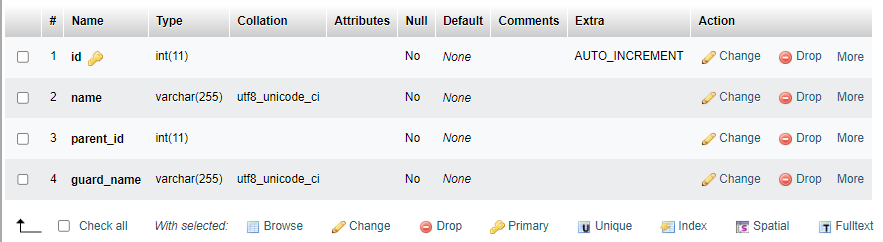 # Name Type Collation Attributes Null Default Comments Extra Action
1 id int(11) No None AUTO_INCREMENT Change Drop More
2 name varchar(255) utf8_unicode_ci No None Change Drop More
3 parent_id int(11) No None Change Drop More
4 guard_name varchar(255) utf8_unicode_ci No None Change Drop More
Check all With selected: Browse Change Drop Primary U Unique Index S Spatial T Fulltext